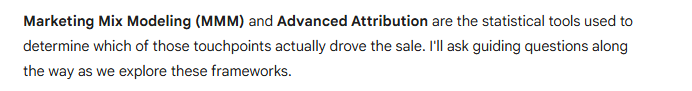 Marketing Mix Modeling (MMM) and Advanced Attribution are the statistical tools used to
determine which of those touchpoints actually drove the sale. I'll ask guiding questions along
the way as we explore these frameworks.